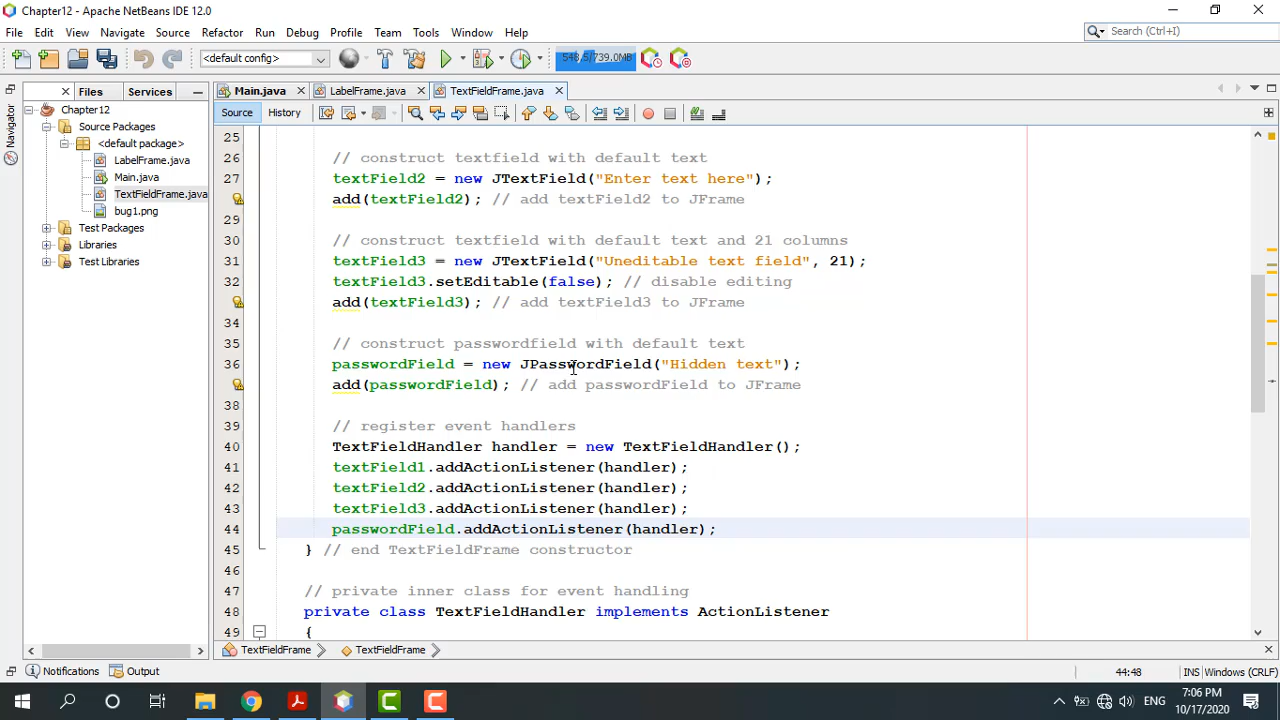 Chapter12 - Apache NetBeans IDE 12.0
File Edit View Navigate Source Refactor Run Debug Profile Team Tools Window Help
Search (Ctrl+I)
<default config>
548.5/739.0MB
Files Services
Main.java LabelFrame.java TextFieldFrame.java
Source History
Navigator
Chapter12
Source Packages
<default package>
LabelFrame.java
Main.java
TextFieldFrame.java
bug1.png
Test Packages
Libraries
Test Libraries
25
26 // construct textfield with default text
27 textField2 = new JTextField("Enter text here");
add(textField2); // add textField2 to JFrame
29
30 // construct textfield with default text and 21 columns
31 textField3 = new JTextField("Uneditable text field", 21);
32 textField3.setEditable(false); // disable editing
add(textField3); // add textField3 to JFrame
34
35 // construct passwordfield with default text
36 passwordField = new JPasswordField("Hidden text");
add(passwordField); // add passwordField to JFrame
38
39 // register event handlers
40 TextFieldHandler handler = new TextFieldHandler();
41 textField1.addActionListener(handler);
42 textField2.addActionListener(handler);
43 textField3.addActionListener(handler);
44 passwordField.addActionListener(handler);
45 } // end TextFieldFrame constructor
46
47 // private inner class for event handling
48 private class TextFieldHandler implements ActionListener
49 {
TextFieldFrame TextFieldFrame
Notifications Output
44:48 INS Windows (CRLF)
ENG
7:06 PM
10/17/2020